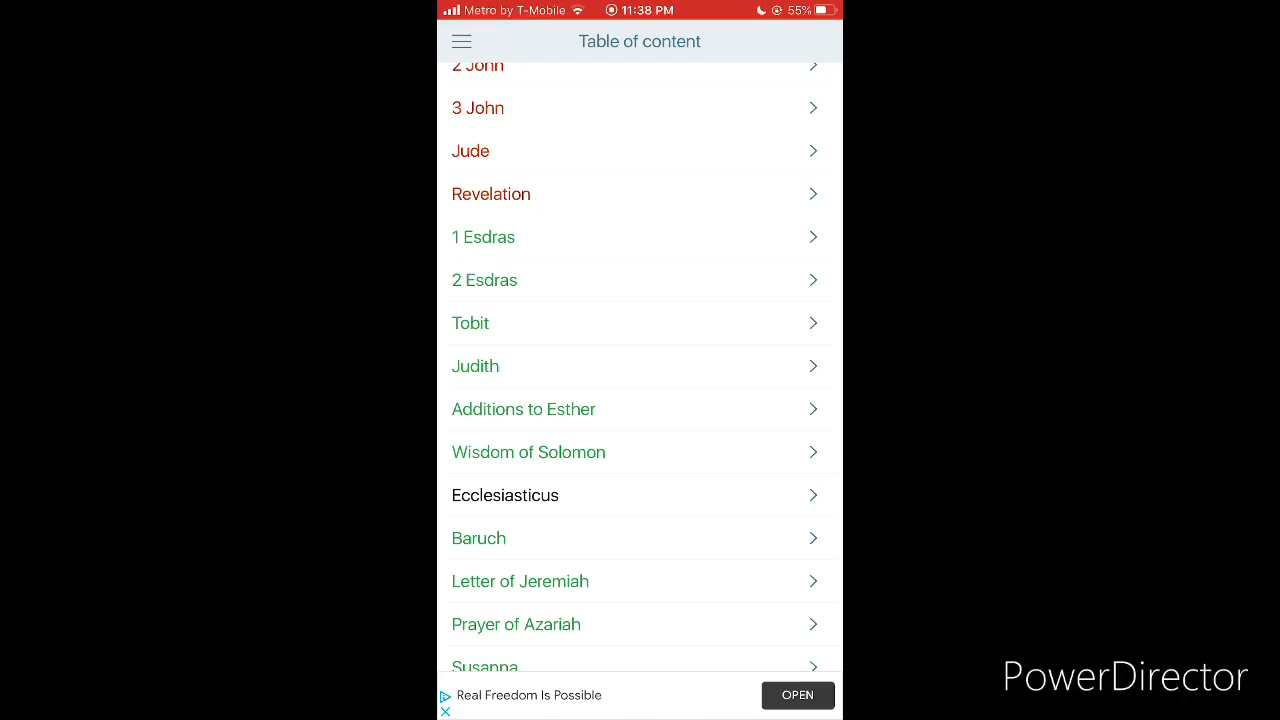 Metro by T-Mobile 11:38 PM 55%
Table of content
2 John
3 John
Jude
Revelation
1 Esdras
2 Esdras
Tobit
Judith
Additions to Esther
Wisdom of Solomon
Ecclesiasticus
Baruch
Letter of Jeremiah
Prayer of Azariah
Susanna
Real Freedom Is Possible OPEN
PowerDirector